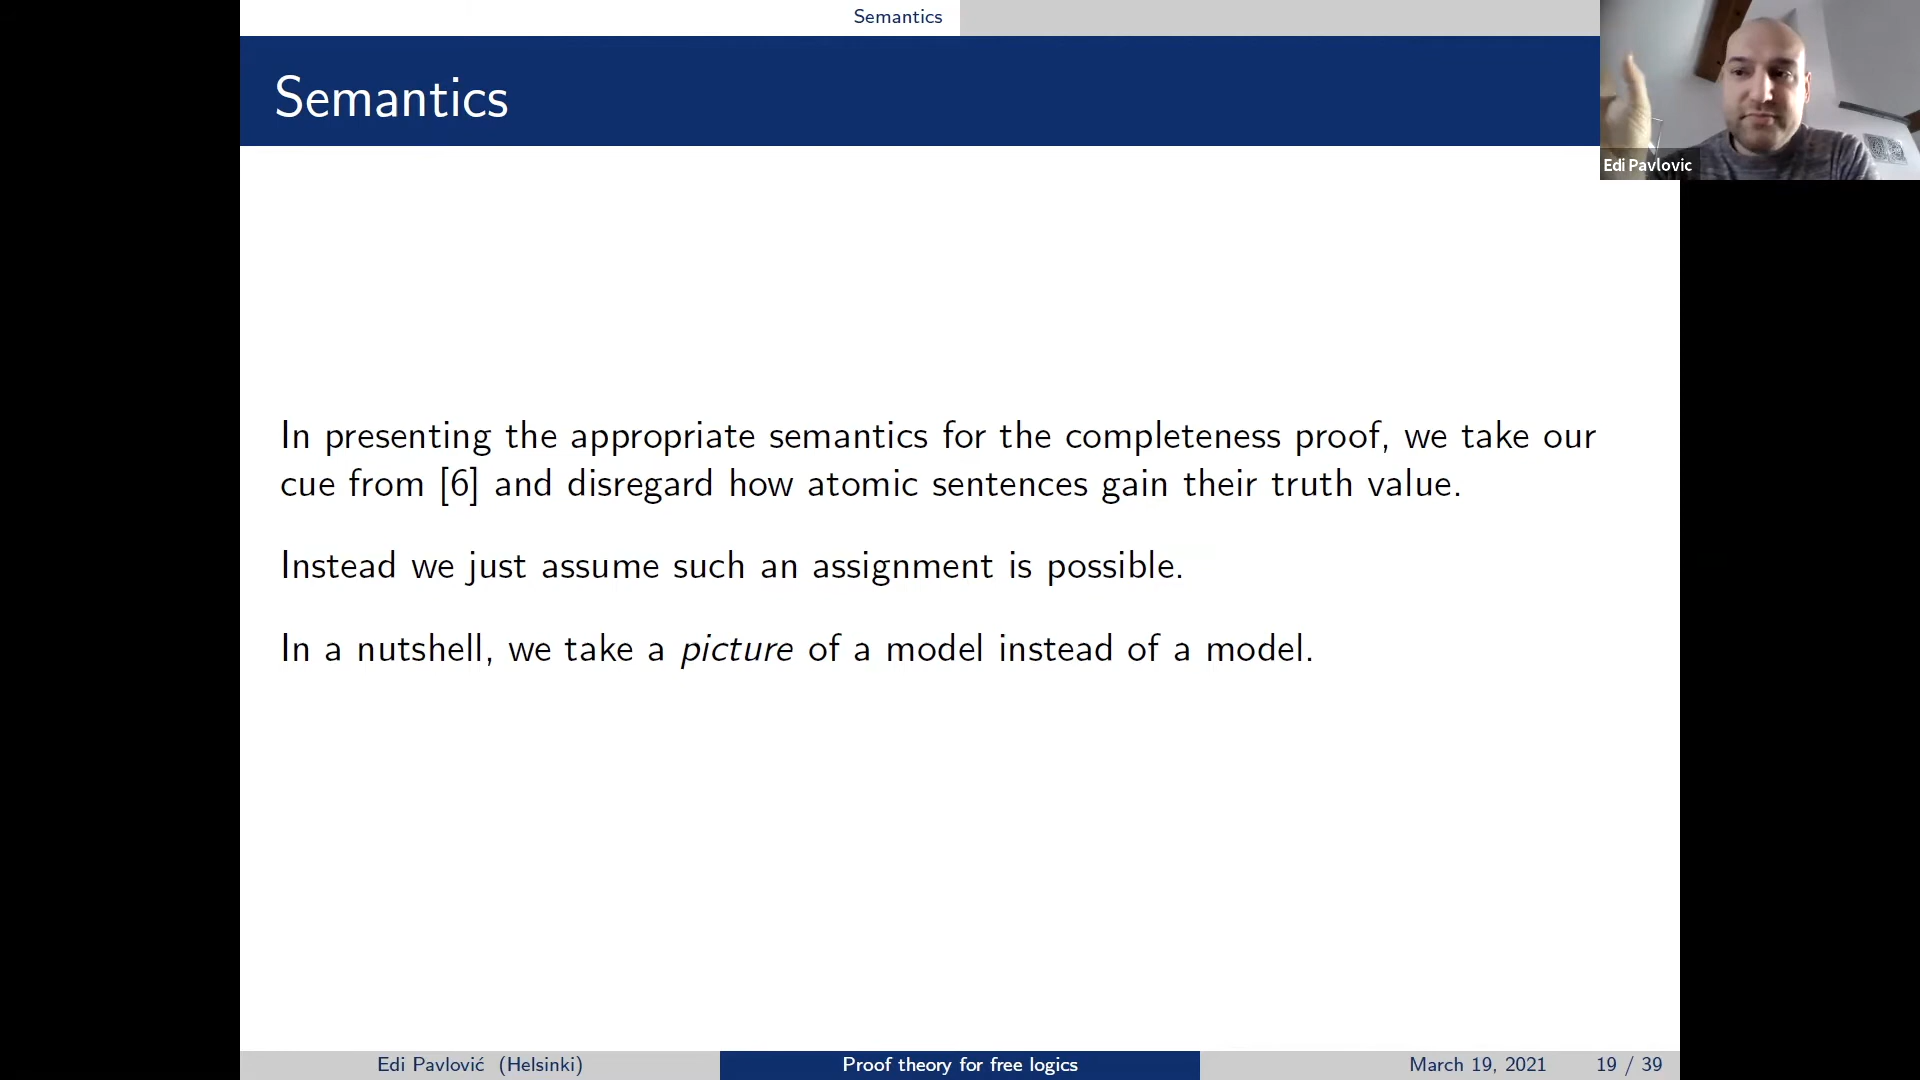 Semantics
Semantics
Edi Pavlovic
In presenting the appropriate semantics for the completeness proof, we take our
cue from [6] and disregard how atomic sentences gain their truth value.
Instead we just assume such an assignment is possible.
In a nutshell, we take a picture of a model instead of a model.
Edi Pavlović (Helsinki) Proof theory for free logics March 19, 2021 19 / 39